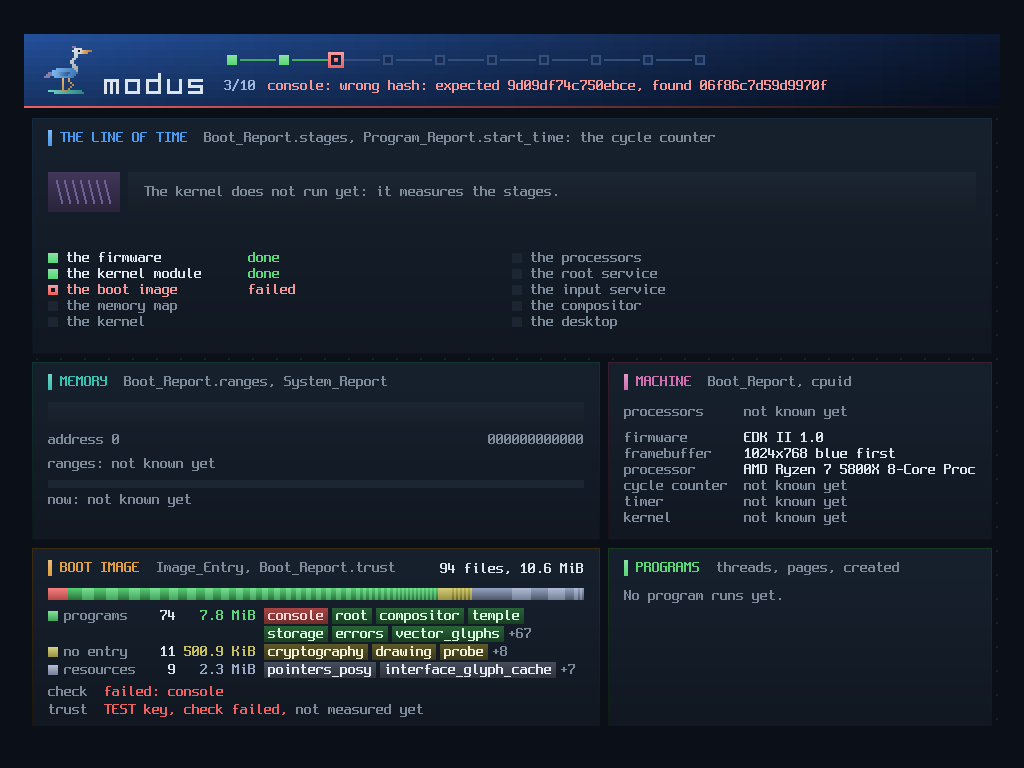 modus
3/10 console: wrong hash: expected 9d09df74c750ebce, found 06f86c7d59d9970f
THE LINE OF TIME Boot_Report.stages, Program_Report.start_time: the cycle counter
The kernel does not run yet: it measures the stages.
the firmware done
the kernel module done
the boot image failed
the memory map
the kernel
the processors
the root service
the input service
the compositor
the desktop
MEMORY Boot_Report.ranges, System_Report
address 0 000000000000
ranges: not known yet
now: not known yet
MACHINE Boot_Report, cpuid
processors not known yet
firmware EDK II 1.0
framebuffer 1024x768 blue first
processor AMD Ryzen 7 5800X 8-Core Proc
cycle counter not known yet
timer not known yet
kernel not known yet
BOOT IMAGE Image_Entry, Boot_Report.trust 94 files, 10.6 MiB
programs 74 7.8 MiB console root compositor temple
storage errors vector_glyphs +67
no entry 11 500.9 KiB cryptography drawing probe +8
resources 9 2.3 MiB pointers_posy interface_glyph_cache +7
check failed: console
trust TEST key, check failed, not measured yet
PROGRAMS threads, pages, created
No program runs yet.